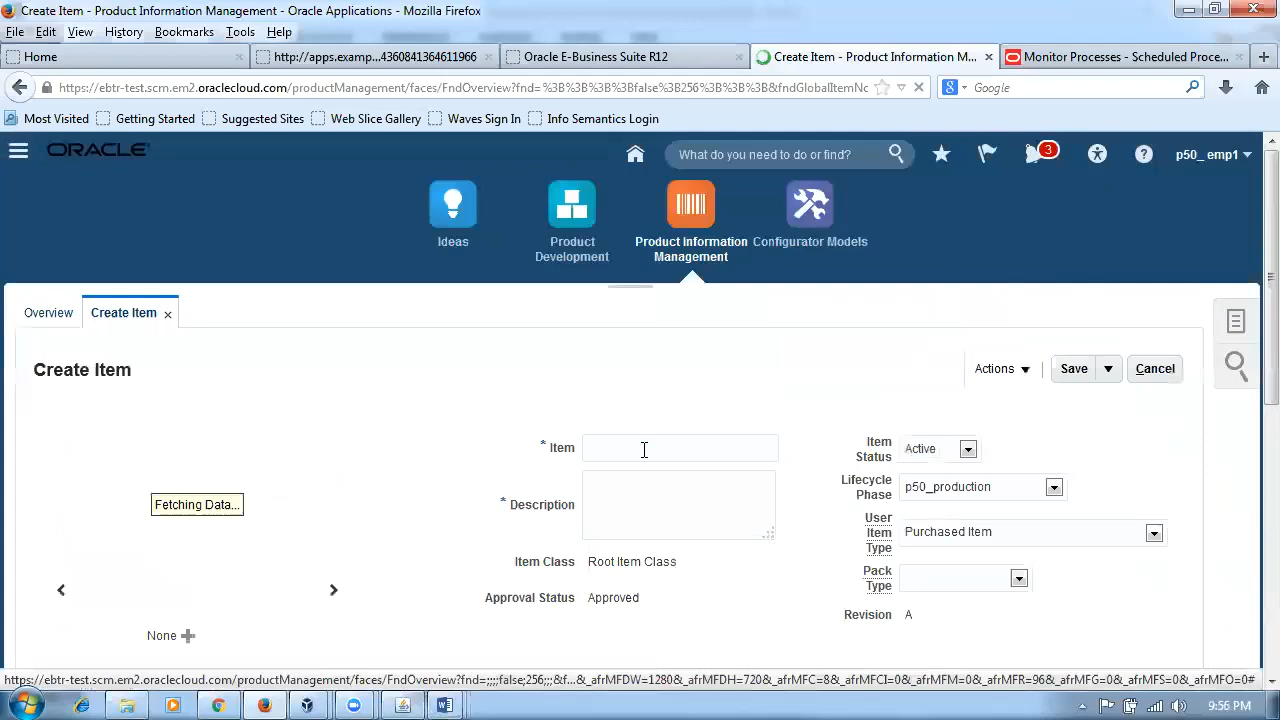 Create Item - Product Information Management - Oracle Applications - Mozilla Firefox
File Edit View History Bookmarks Tools Help
Home
http://apps.examp...4360841364611966
Oracle E-Business Suite R12
Create Item - Product Information M...
Monitor Processes - Scheduled Proce...
https://ebtr-test.scm.em2.oraclecloud.com/productManagement/faces/FndOverview?fnd=%3B%3B%3B%3Bfalse%3B256%3B%3B%3B&fndGlobalItemNc
Google
Most Visited Getting Started Suggested Sites Web Slice Gallery Waves Sign In Info Semantics Login
ORACLE
What do you need to do or find?
3
p50_emp1
Ideas
Product Development
Product Information Management
Configurator Models
Overview
Create Item
Create Item
Actions
Save
Cancel
* Item
* Description
Item Class Root Item Class
Approval Status Approved
Item Status Active
Lifecycle Phase p50_production
User Item Type Purchased Item
Pack Type
Revision A
Fetching Data...
None
https://ebtr-test.scm.em2.oraclecloud.com/productManagement/faces/FndOverview?fnd=;;;;false;256;;;&f..._afrMFDW=1280&_afrMFDH=720&_afrMFC=8&_afrMFCI=0&_afrMFM=0&_afrMFR=96&_afrMFG=0&_afrMFS=0&_afrMFO=0#
9:56 PM